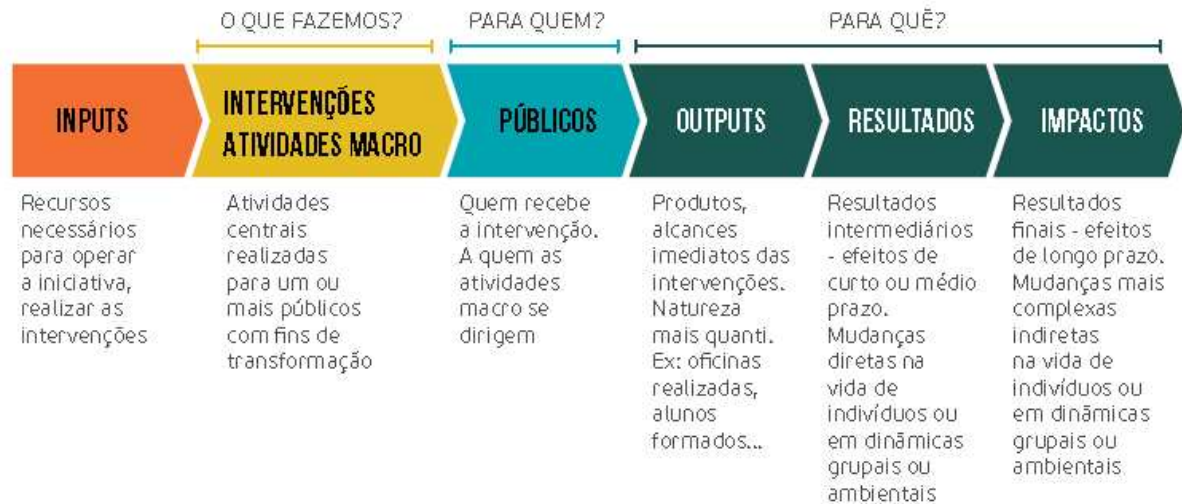 O QUE FAZEMOS?
PARA QUEM?
PARA QUÊ?
INPUTS
INTERVENÇÕES
ATIVIDADES MACRO
PÚBLICOS
OUTPUTS
RESULTADOS
IMPACTOS
Recursos
necessários
para operar
a iniciativa,
realizar as
intervenções
Atividades
centrais
realizadas
para um ou
mais públicos
com fins de
transformação
Quem recebe
a intervenção.
A quem as
atividades
macro se
dirigem
Produtos,
alcances
imediatos das
intervenções.
Natureza
mais quanti.
Ex: oficinas
realizadas,
alunos
formados...
Resultados
intermediários
- efeitos de
curto ou médio
prazo.
Mudanças
diretas na
vida de
indivíduos ou
em dinâmicas
grupais ou
ambientais
Resultados
finais - efeitos
de longo prazo.
Mudanças mais
complexas
indiretas
na vida de
indivíduos ou
em dinâmicas
grupais ou
ambientais